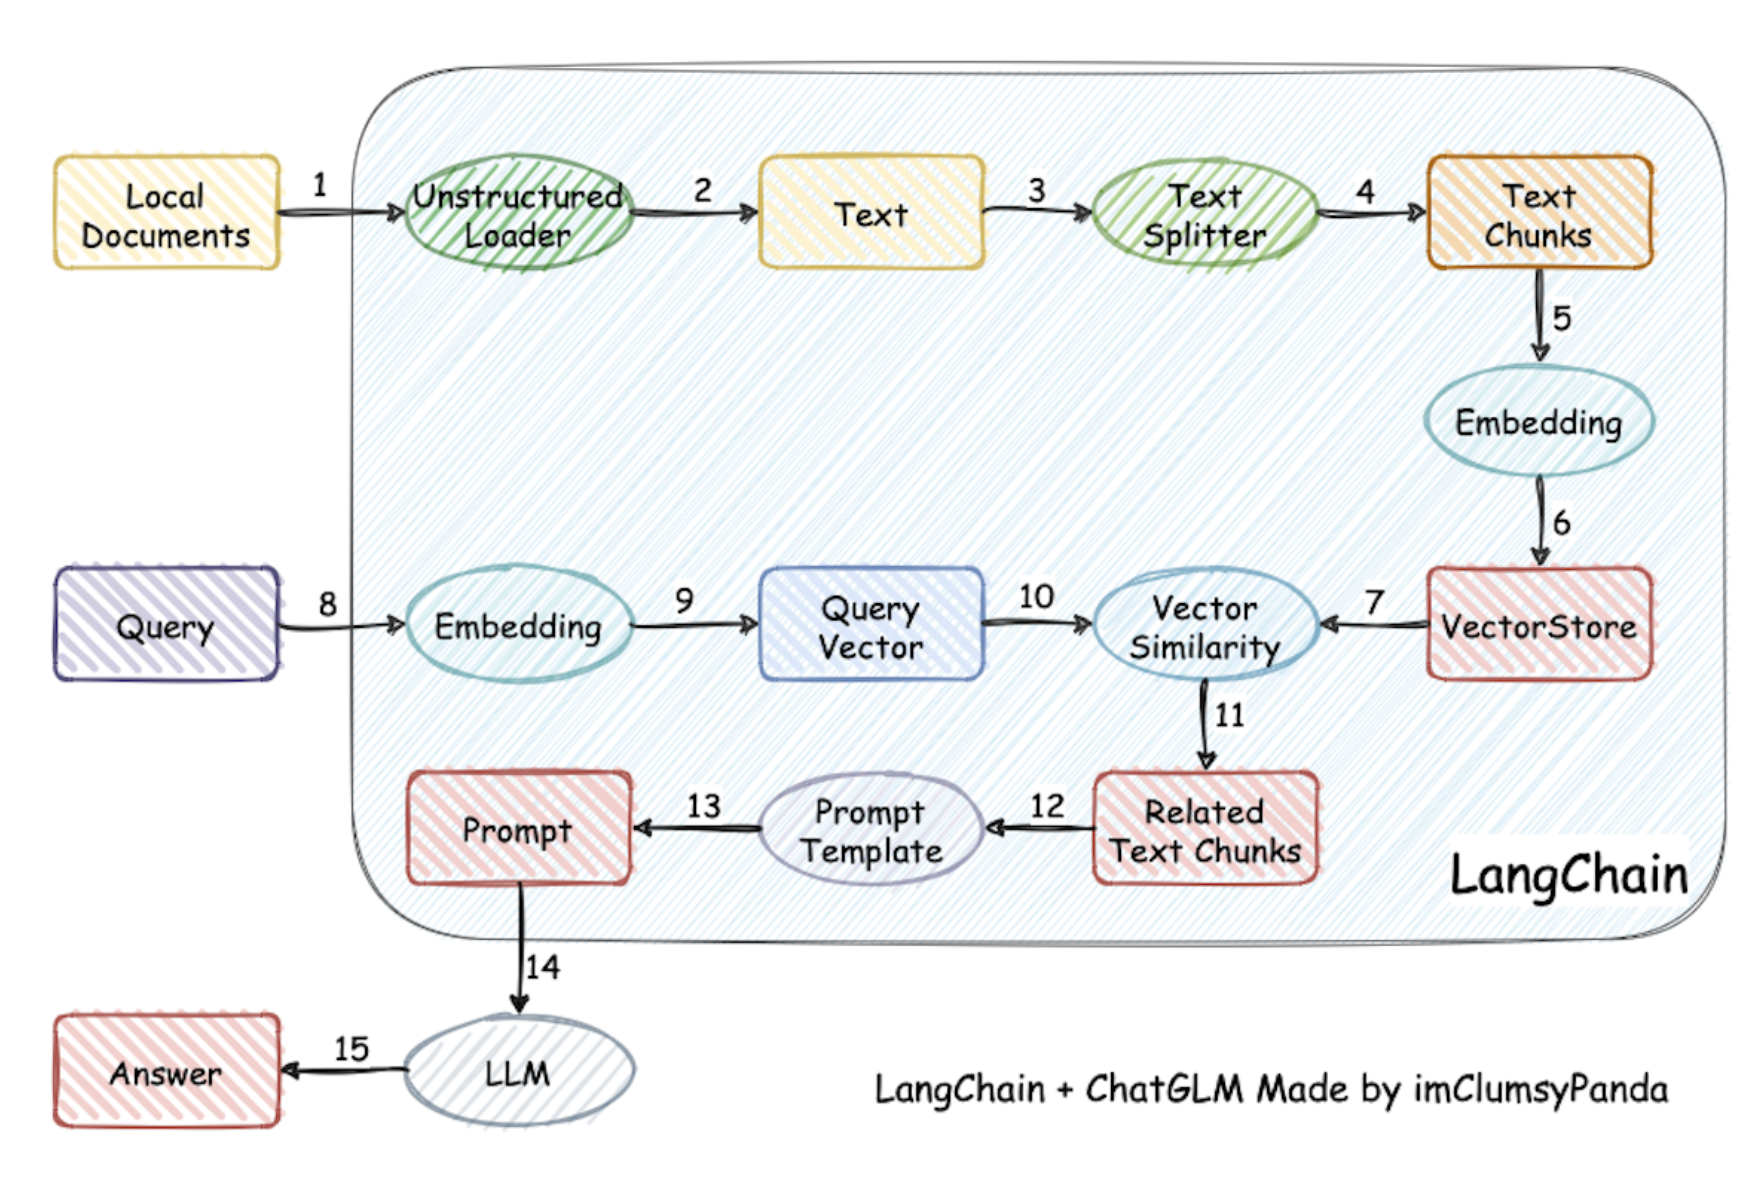 1
2
3
4
Local
Documents
Unstructured
Loader
Text
Text
Splitter
Text
Chunks
5
Embedding
6
8
9
10
7
Query
Embedding
Query
Vector
Vector
Similarity
VectorStore
11
13
12
Prompt
Prompt
Template
Related
Text Chunks
LangChain
14
15
Answer
LLM
LangChain + ChatGLM Made by imClumsyPanda